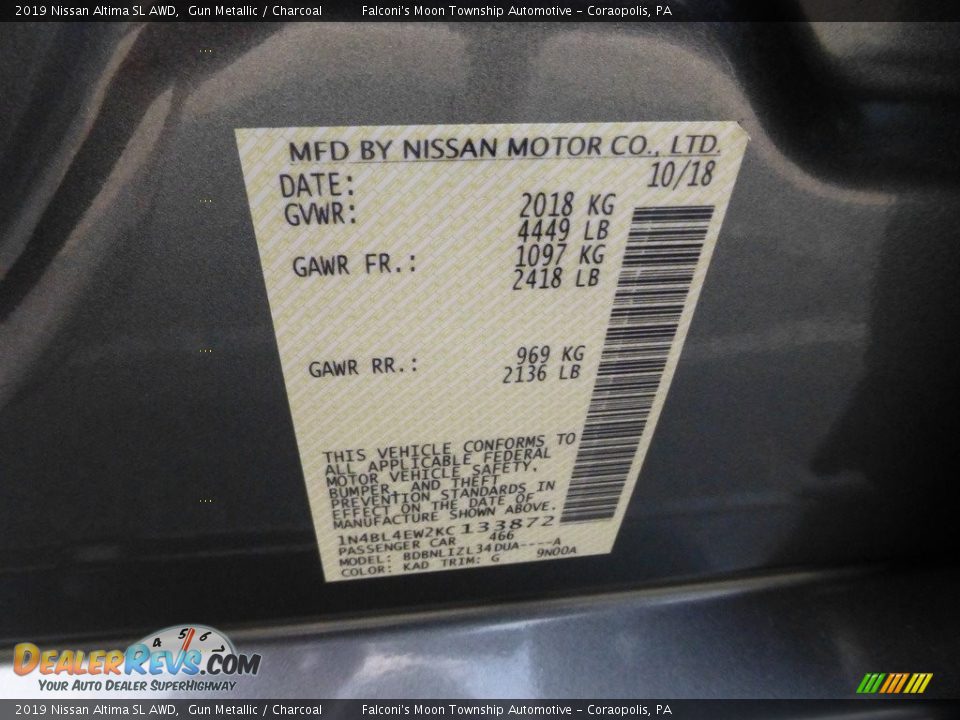 2019 Nissan Altima SL AWD,  Gun Metallic / Charcoal     Falconi's Moon Township Automotive - Coraopolis, PA
MFD BY NISSAN MOTOR CO., LTD.
DATE: 10/18
GVWR: 2018 KG
4449 LB
GAWR FR.: 1097 KG
2418 LB
GAWR RR.: 969 KG
2136 LB
THIS VEHICLE CONFORMS TO
ALL APPLICABLE FEDERAL
MOTOR VEHICLE SAFETY,
BUMPER, AND THEFT
PREVENTION STANDARDS IN
EFFECT ON THE DATE OF
MANUFACTURE SHOWN ABOVE.
1N4BL4EW2KC133872
PASSENGER CAR 466
MODEL: BDBNLIZL34DUA----A
COLOR: KAD TRIM: G 9N00A
4 5 6 7
DEALERREVS.COM
YOUR AUTO DEALER SUPERHIGHWAY
2019 Nissan Altima SL AWD,  Gun Metallic / Charcoal     Falconi's Moon Township Automotive - Coraopolis, PA